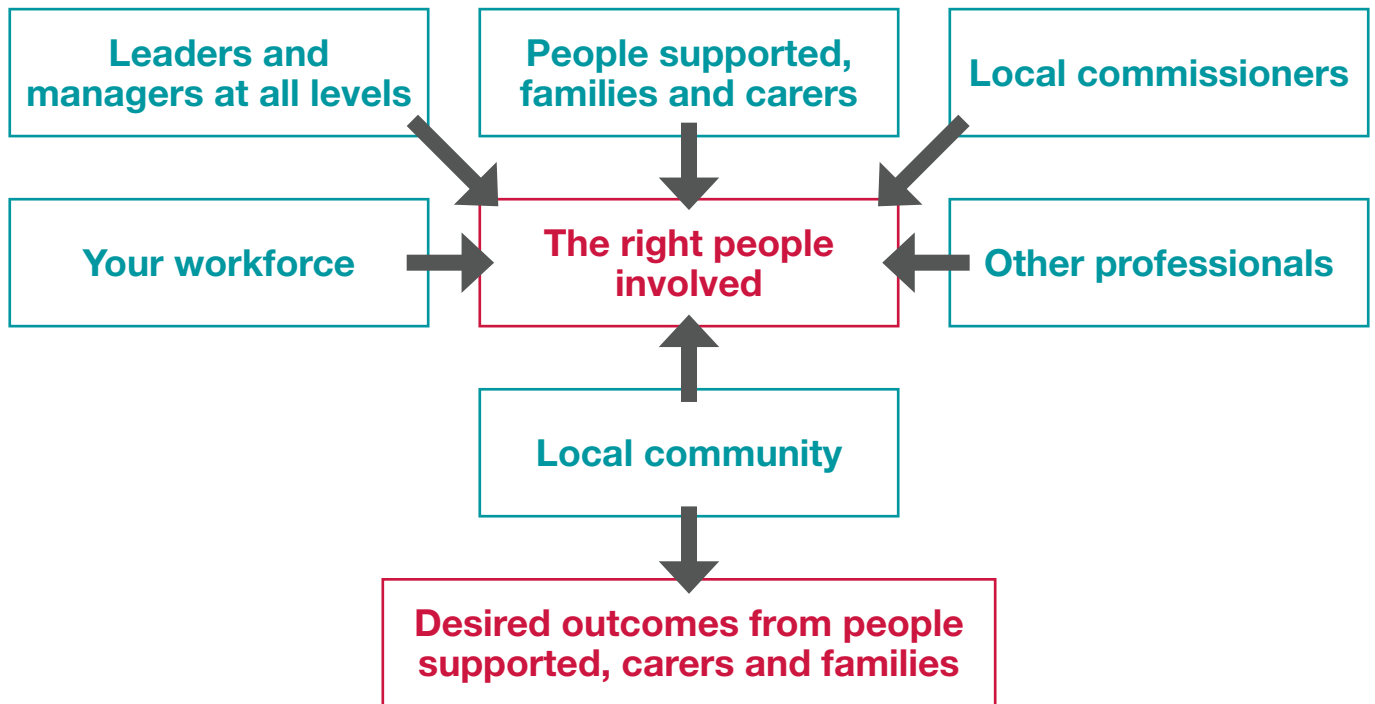 Leaders and
managers at all levels
People supported,
families and carers
Local commissioners
Your workforce
The right people
involved
Other professionals
Local community
Desired outcomes from people
supported, carers and families